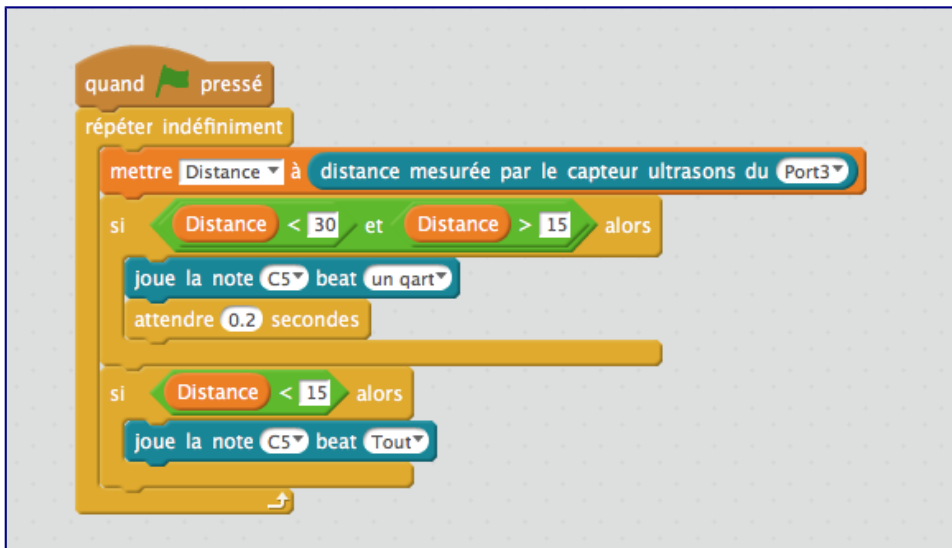 quand pressé
répéter indéfiniment
mettre Distance à distance mesurée par le capteur ultrasons du Port3
si Distance < 30 et Distance > 15 alors
joue la note C5 beat un qart
attendre 0.2 secondes
si Distance < 15 alors
joue la note C5 beat Tout